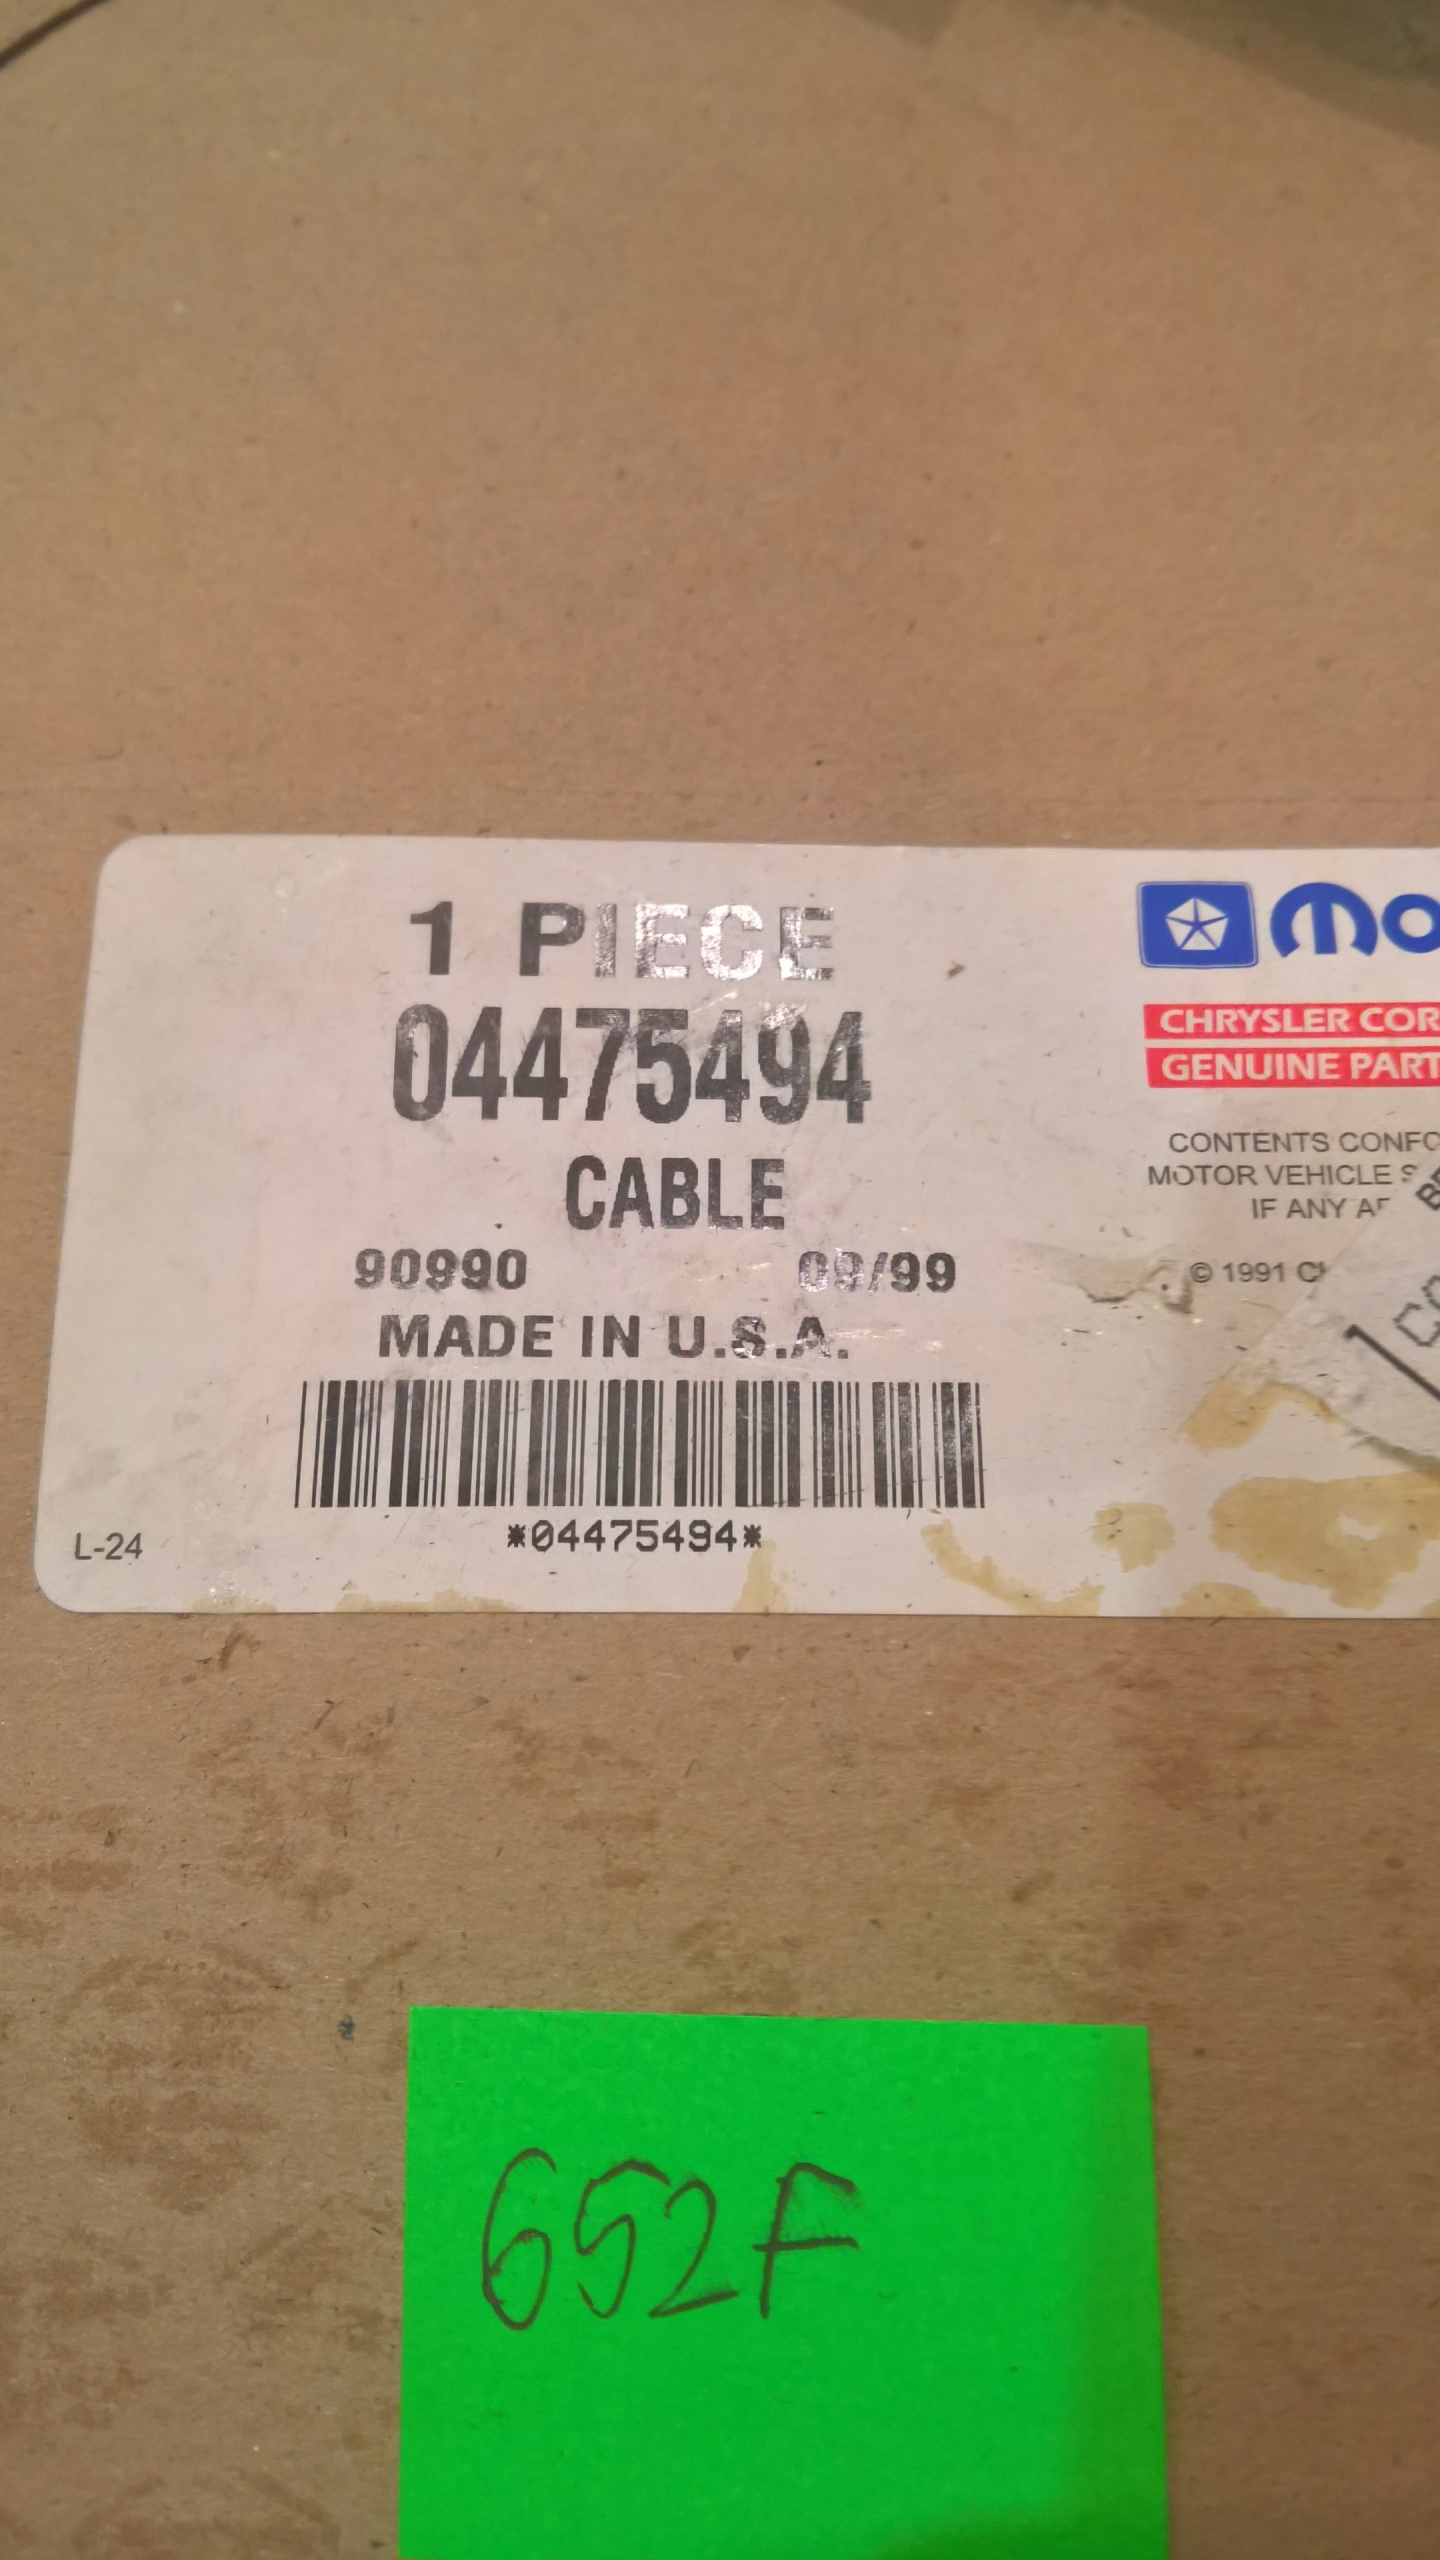 1 PIECE
04475494
CABLE
90990 09/99
MADE IN U.S.A.
*04475494*
L-24
MO
CHRYSLER COR
GENUINE PART
CONTENTS CONFO
MOTOR VEHICLE S
IF ANY
© 1991
652F